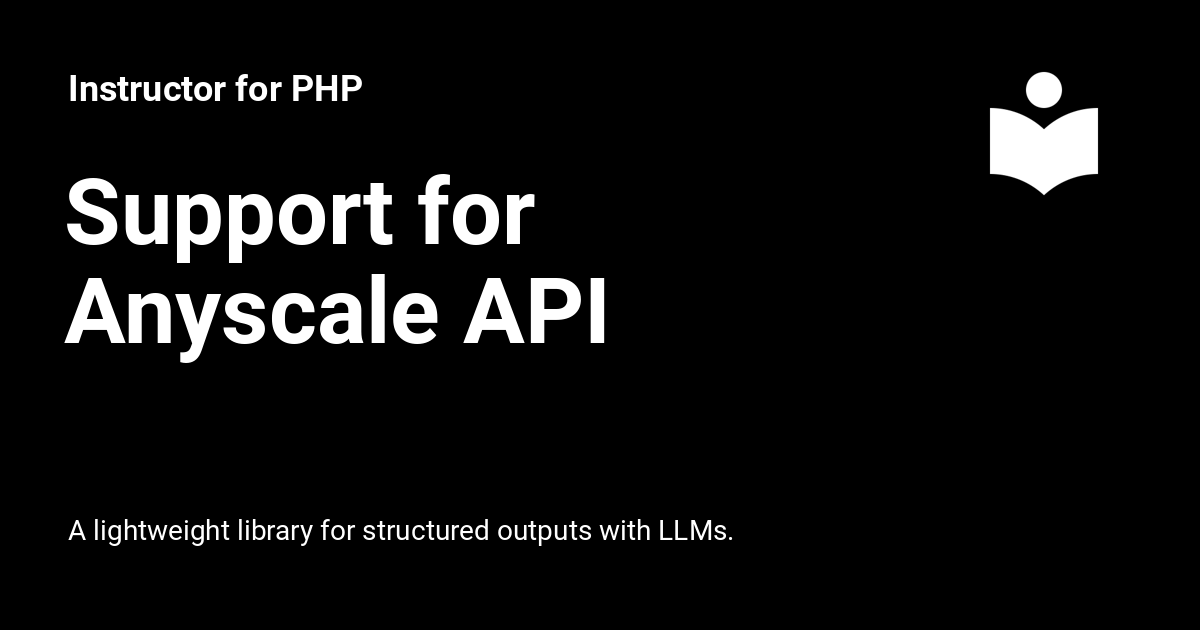 Instructor for PHP
Support for
Anyscale API
A lightweight library for structured outputs with LLMs.